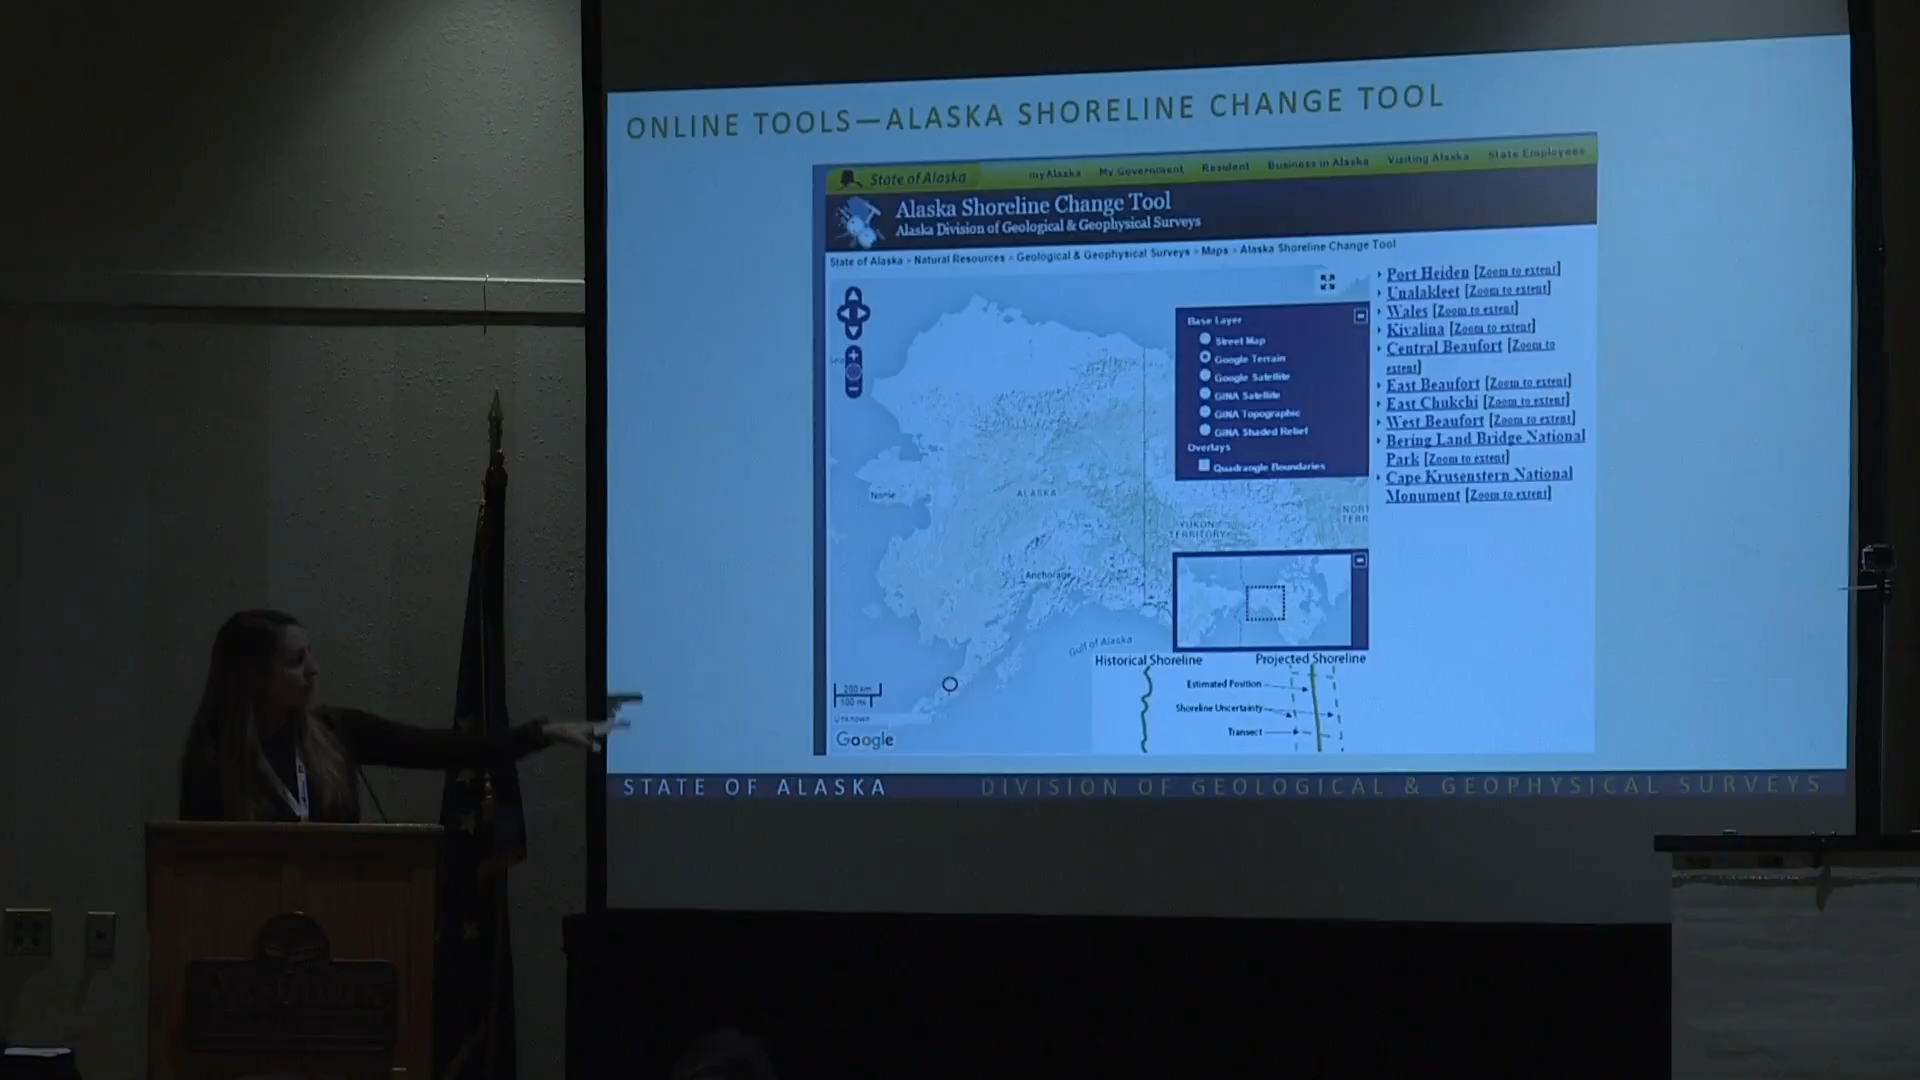 ONLINE TOOLS—ALASKA SHORELINE CHANGE TOOL
State of Alaska
myAlaska My Government Resident Business in Alaska Visiting Alaska State Employees
Alaska Shoreline Change Tool
Alaska Division of Geological & Geophysical Surveys
State of Alaska » Natural Resources » Geological & Geophysical Surveys » Maps » Alaska Shoreline Change Tool
Port Heiden [Zoom to extent]
Unalakleet [Zoom to extent]
Wales [Zoom to extent]
Kivalina [Zoom to extent]
Central Beaufort [Zoom to
extent]
East Beaufort [Zoom to extent]
East Chukchi [Zoom to extent]
West Beaufort [Zoom to extent]
Bering Land Bridge National
Park [Zoom to extent]
Cape Krusenstern National
Monument [Zoom to extent]
Base Layer
Street Map
Google Terrain
Google Satellite
GINA Satellite
GINA Topographic
GINA Shaded Relief
Overlays
Quadrangle Boundaries
Nome
ALASKA
YUKON
TERRITORY
NORT
TERR
Anchorage
Gulf of Alaska
200 km
100 mi
Unknown
Google
Historical Shoreline
Projected Shoreline
Estimated Position
Shoreline Uncertainty
Transect
STATE OF ALASKA DIVISION OF GEOLOGICAL & GEOPHYSICAL SURVEYS